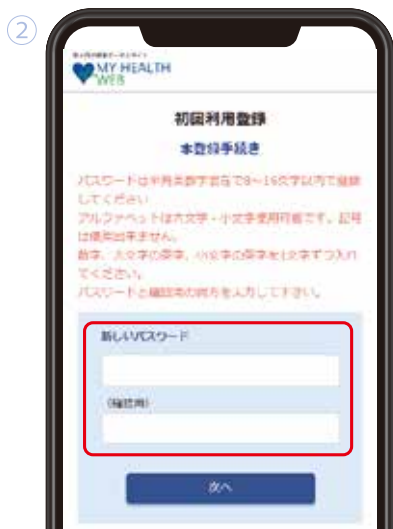 ②
MY HEALTH
WEB
初回利用登録
本登録手続き
パスワードは半角英数字混在で8～16文字以内で登録
してください
アルファベットは大文字・小文字使用可能です。記号
は使用出来ません。
数字、大文字の英字、小文字の英字を1文字ずつ入れ
てください。
パスワードと確認用の両方を入力して下さい。
新しいパスワード
（確認用）
次へ